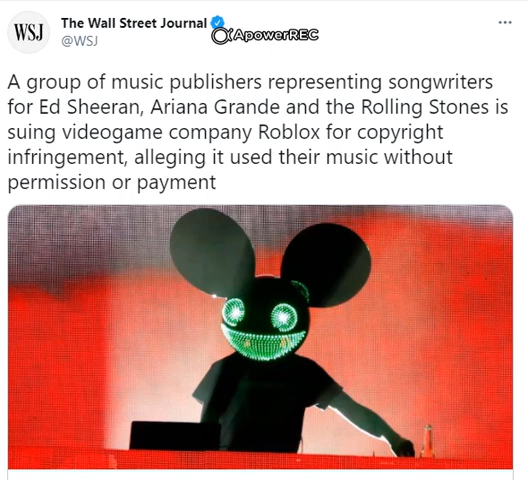 WSJ
The Wall Street Journal
@WSJ
ApowerREC
A group of music publishers representing songwriters
for Ed Sheeran, Ariana Grande and the Rolling Stones is
suing videogame company Roblox for copyright
infringement, alleging it used their music without
permission or payment